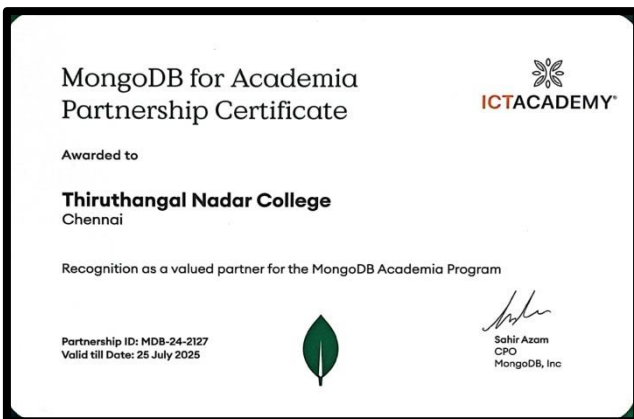 MongoDB for Academia
Partnership Certificate
ICTACADEMY®
Awarded to
Thiruthangal Nadar College
Chennai
Recognition as a valued partner for the MongoDB Academia Program
Partnership ID: MDB-24-2127
Valid till Date: 25 July 2025
Sahir Azam
CPO
MongoDB, Inc